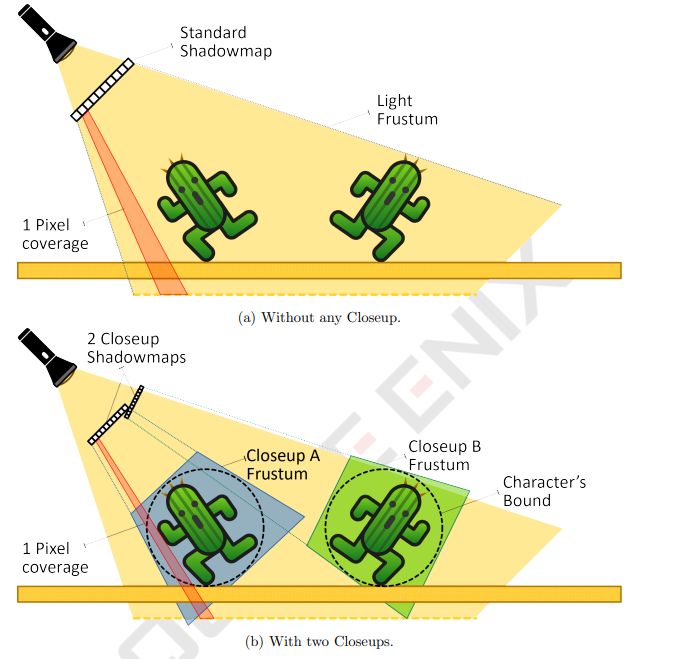 Standard
Shadowmap
Light
Frustum
1 Pixel
coverage
(a) Without any Closeup.
2 Closeup
Shadowmaps
Closeup A
Frustum
Closeup B
Frustum
Character's
Bound
1 Pixel
coverage
(b) With two Closeups.
ENIX